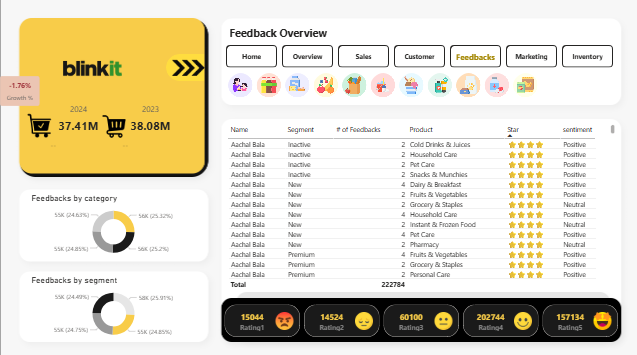 blinkit
-1.76%
Growth %
2024 2023
37.41M 38.08M
Feedbacks by category
55K (24.63%) 56K (25.32%)
55K (24.85%) 56K (25.2%)
Feedbacks by segment
55K (24.49%) 58K (25.91%)
55K (24.75%) 55K (24.85%)
Feedback Overview
Home Overview Sales Customer Feedbacks Marketing Inventory
Name Segment # of Feedbacks Product Star sentiment
Aachal Bala Inactive 2 Cold Drinks & Juices Positive
Aachal Bala Inactive 2 Household Care Positive
Aachal Bala Inactive 2 Pet Care Positive
Aachal Bala Inactive 2 Snacks & Munchies Positive
Aachal Bala New 4 Dairy & Breakfast Positive
Aachal Bala New 2 Fruits & Vegetables Positive
Aachal Bala New 2 Grocery & Staples Neutral
Aachal Bala New 4 Household Care Positive
Aachal Bala New 2 Instant & Frozen Food Neutral
Aachal Bala New 4 Pet Care Positive
Aachal Bala New 2 Pharmacy Neutral
Aachal Bala Premium 4 Fruits & Vegetables Positive
Aachal Bala Premium 2 Grocery & Staples Positive
Aachal Bala Premium 2 Personal Care Positive
Total 222784
15044 14524 60100 202744 157134
Rating1 Rating2 Rating3 Rating4 Rating5